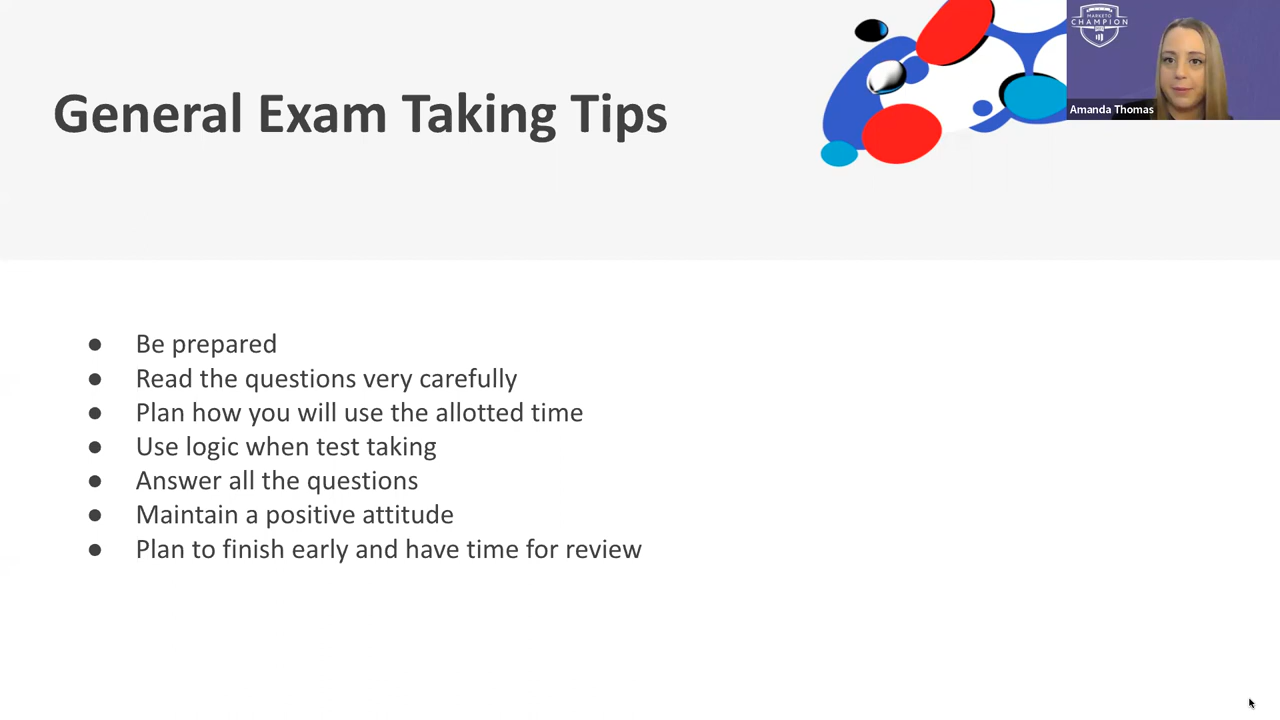 General Exam Taking Tips
MARKETO
CHAMPION
Amanda Thomas
● Be prepared
● Read the questions very carefully
● Plan how you will use the allotted time
● Use logic when test taking
● Answer all the questions
● Maintain a positive attitude
● Plan to finish early and have time for review